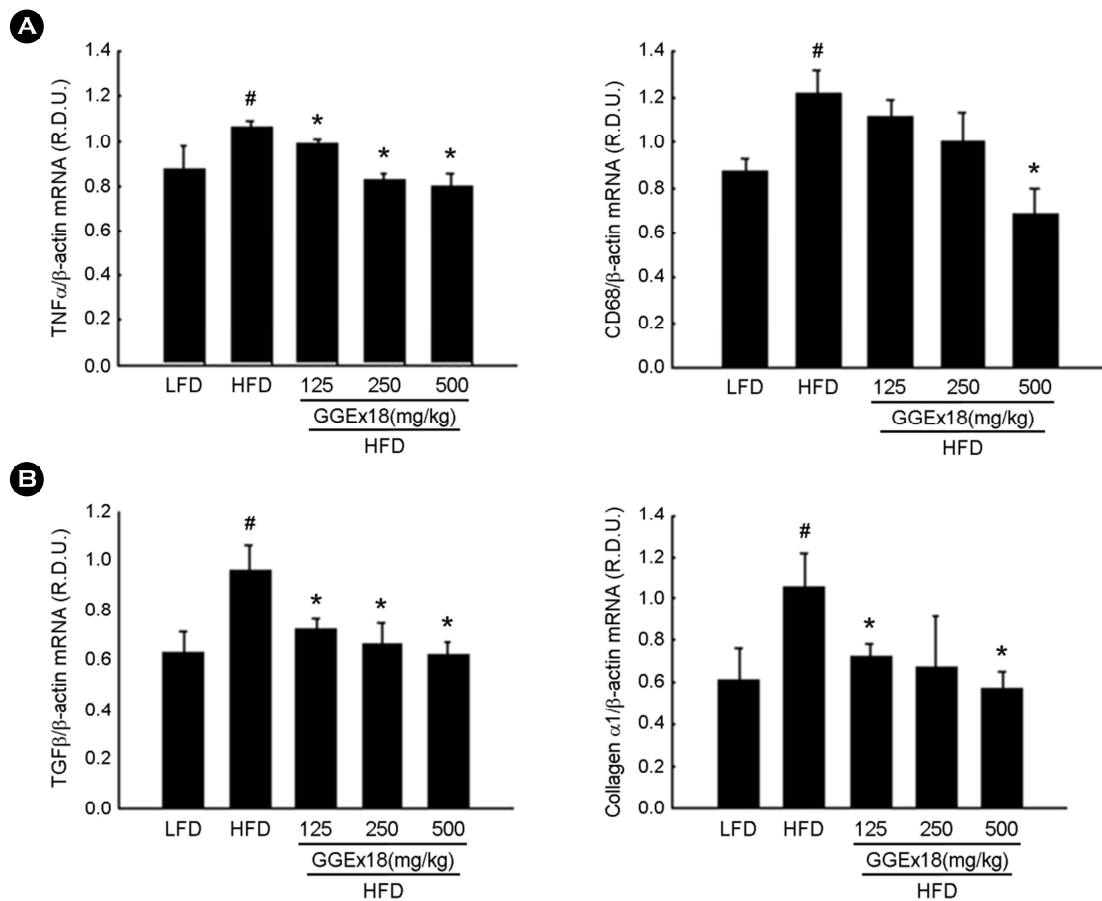 A
TNFα/β-actin mRNA (R.D.U.)
1.4
1.2
1.0
0.8
0.6
0.4
0.2
0.0
#
*
*
*
LFD HFD 125 250 500
GGEx18(mg/kg)
HFD
CD68/β-actin mRNA (R.D.U.)
1.4
1.2
1.0
0.8
0.6
0.4
0.2
0.0
#
*
LFD HFD 125 250 500
GGEx18(mg/kg)
HFD
B
TGFβ/β-actin mRNA (R.D.U.)
1.2
1.0
0.8
0.6
0.4
0.2
0.0
#
*
*
*
LFD HFD 125 250 500
GGEx18(mg/kg)
HFD
Collagen α1/β-actin mRNA (R.D.U.)
1.4
1.2
1.0
0.8
0.6
0.4
0.2
0.0
#
*
*
LFD HFD 125 250 500
GGEx18(mg/kg)
HFD